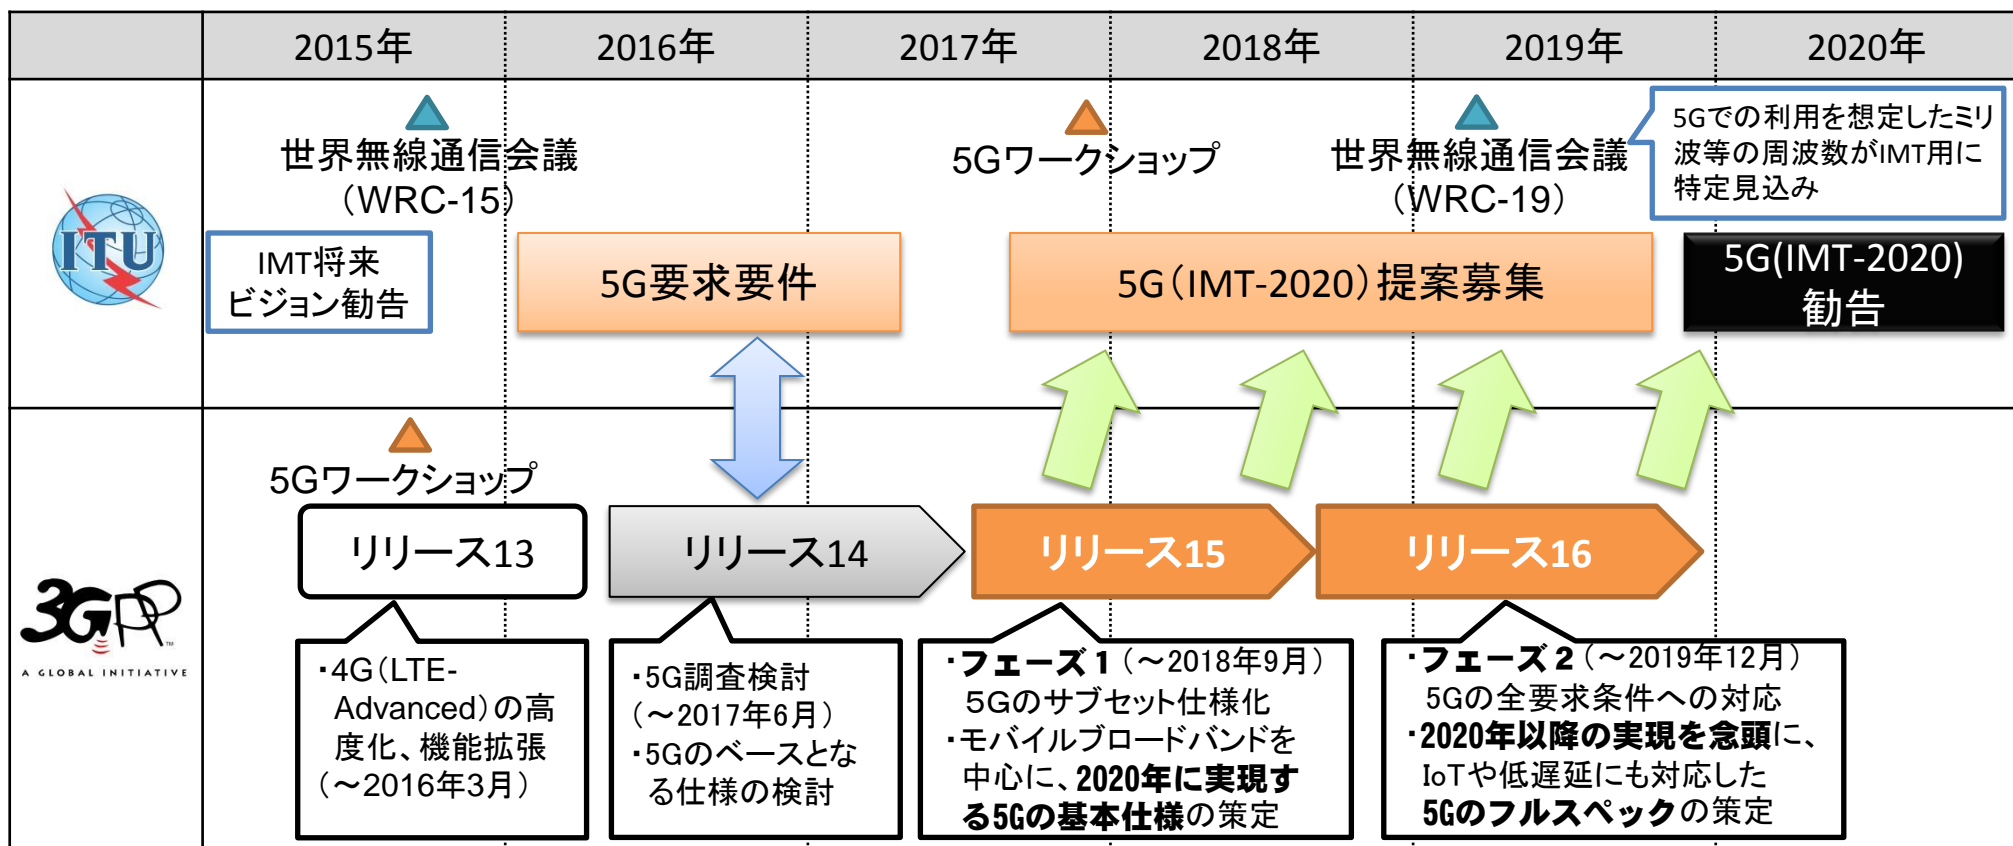 2015年
2016年
2017年
2018年
2019年
2020年
ITU
世界無線通信会議
（WRC-15）
5Gワークショップ
世界無線通信会議
（WRC-19）
5Gでの利用を想定したミリ
波等の周波数がIMT用に
特定見込み
IMT将来
ビジョン勧告
5G要求要件
5G（IMT-2020）提案募集
5G(IMT-2020)
勧告
3GPP
TM
A GLOBAL INITIATIVE
5Gワークショップ
リリース13
リリース14
リリース15
リリース16
・4G（LTE-
Advanced）の高
度化、機能拡張
（～2016年3月）
・5G調査検討
（～2017年6月）
・5Gのベースとな
る仕様の検討
・フェーズ１（～2018年9月）
5Gのサブセット仕様化
・モバイルブロードバンドを
中心に、2020年に実現す
る5Gの基本仕様の策定
・フェーズ２（～2019年12月）
5Gの全要求条件への対応
・2020年以降の実現を念頭に、
IoTや低遅延にも対応した
5Gのフルスペックの策定